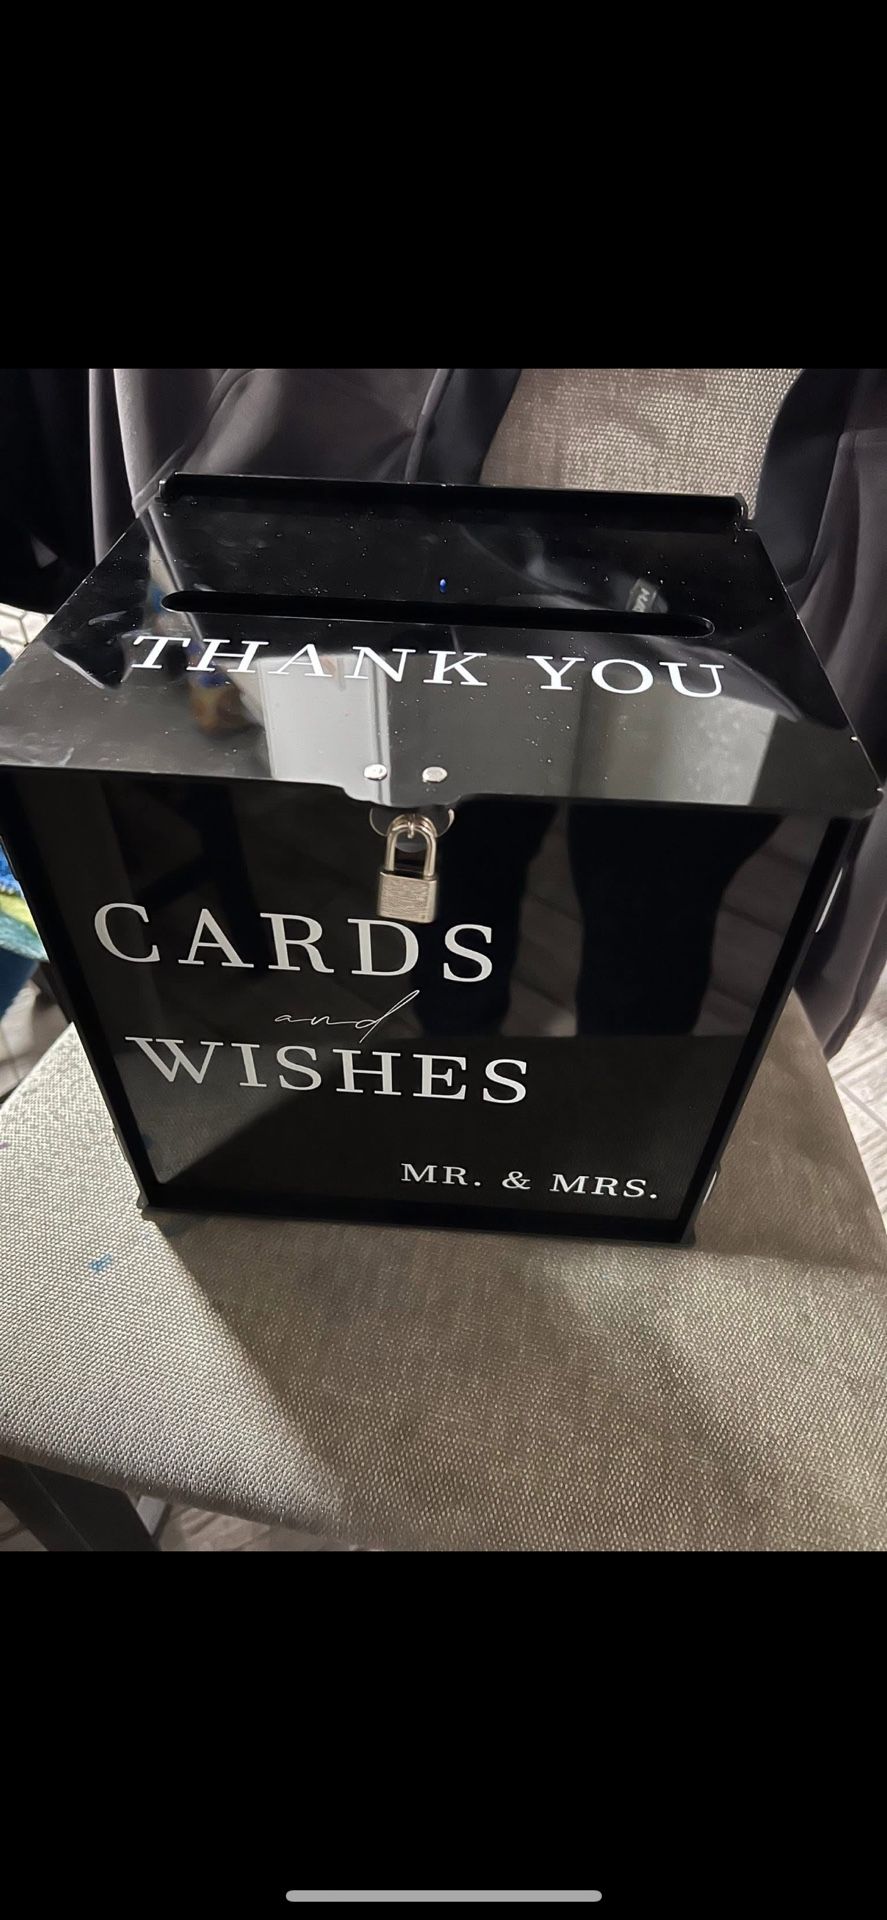 THANK YOU
CARDS
and
WISHES
MR. & MRS.